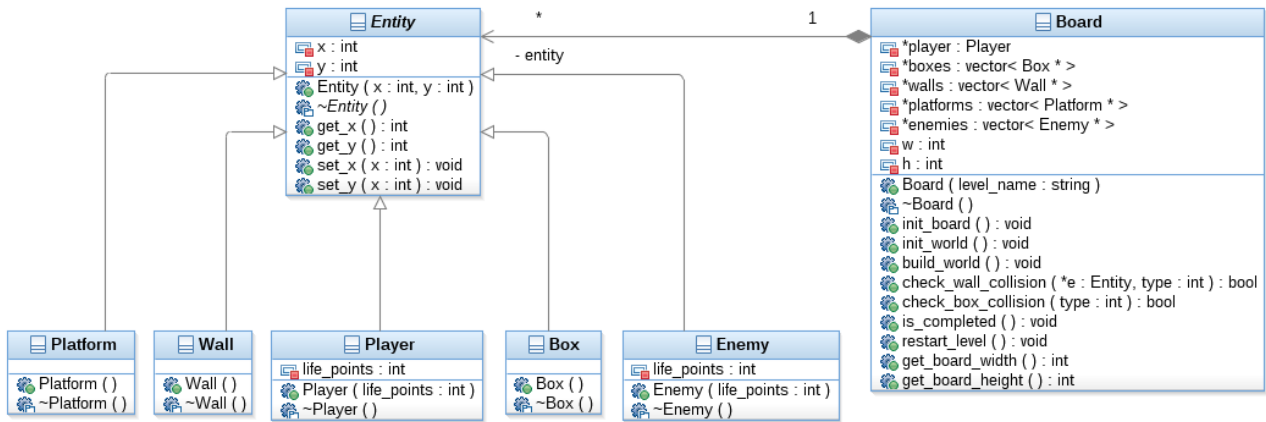 Entity
x : int
y : int
Entity ( x : int, y : int )
~Entity ( )
get_x ( ) : int
get_y ( ) : int
set_x ( x : int ) : void
set_y ( x : int ) : void
*
1
- entity
Board
*player : Player
*boxes : vector< Box * >
*walls : vector< Wall * >
*platforms : vector< Platform * >
*enemies : vector< Enemy * >
w : int
h : int
Board ( level_name : string )
~Board ( )
init_board ( ) : void
init_world ( ) : void
build_world ( ) : void
check_wall_collision ( *e : Entity, type : int ) : bool
check_box_collision ( type : int ) : bool
is_completed ( ) : void
restart_level ( ) : void
get_board_width ( ) : int
get_board_height ( ) : int
Platform
Platform ( )
~Platform ( )
Wall
Wall ( )
~Wall ( )
Player
life_points : int
Player ( life_points : int )
~Player ( )
Box
Box ( )
~Box ( )
Enemy
life_points : int
Enemy ( life_points : int )
~Enemy ( )